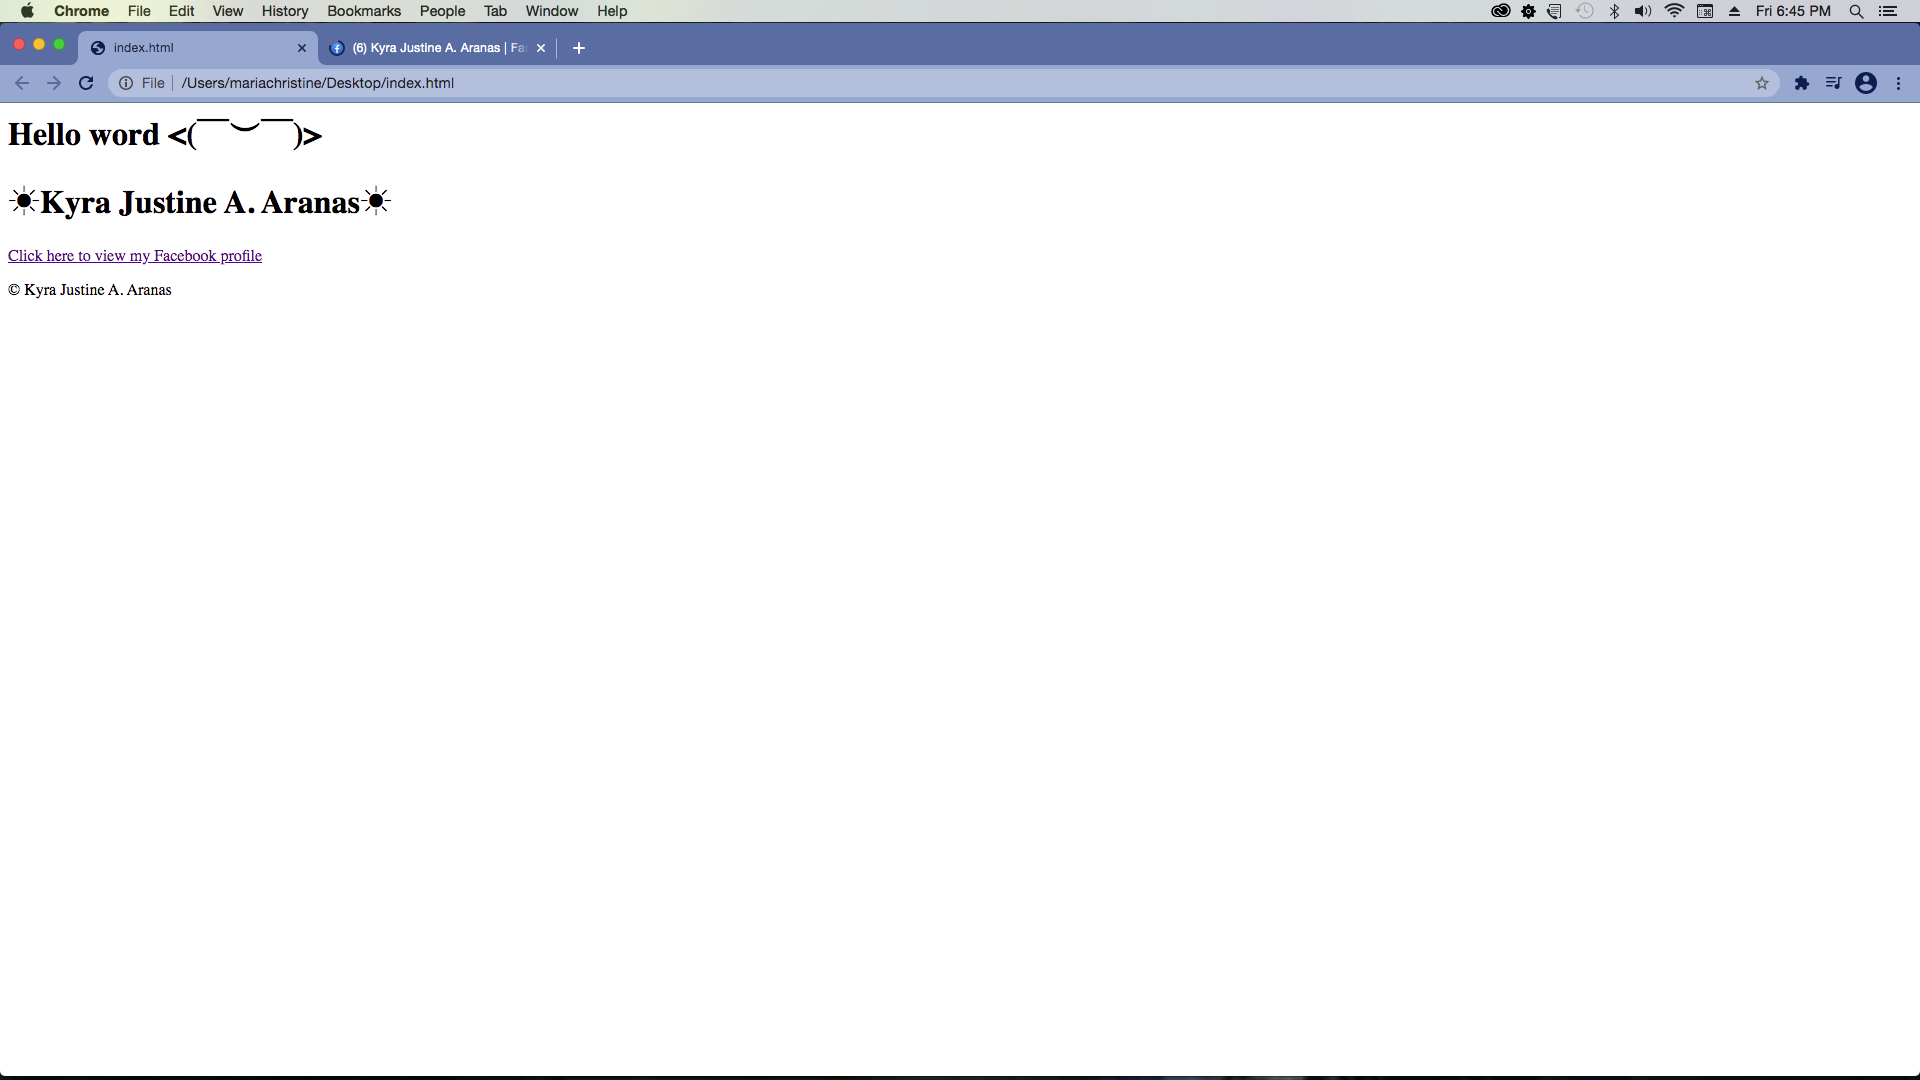 Chrome File Edit View History Bookmarks People Tab Window Help Fri 6:45 PM
index.html (6) Kyra Justine A. Aranas | Fa
File /Users/mariachristine/Desktop/index.html
Hello word <(¯︶¯)>
☀Kyra Justine A. Aranas☀
Click here to view my Facebook profile
© Kyra Justine A. Aranas